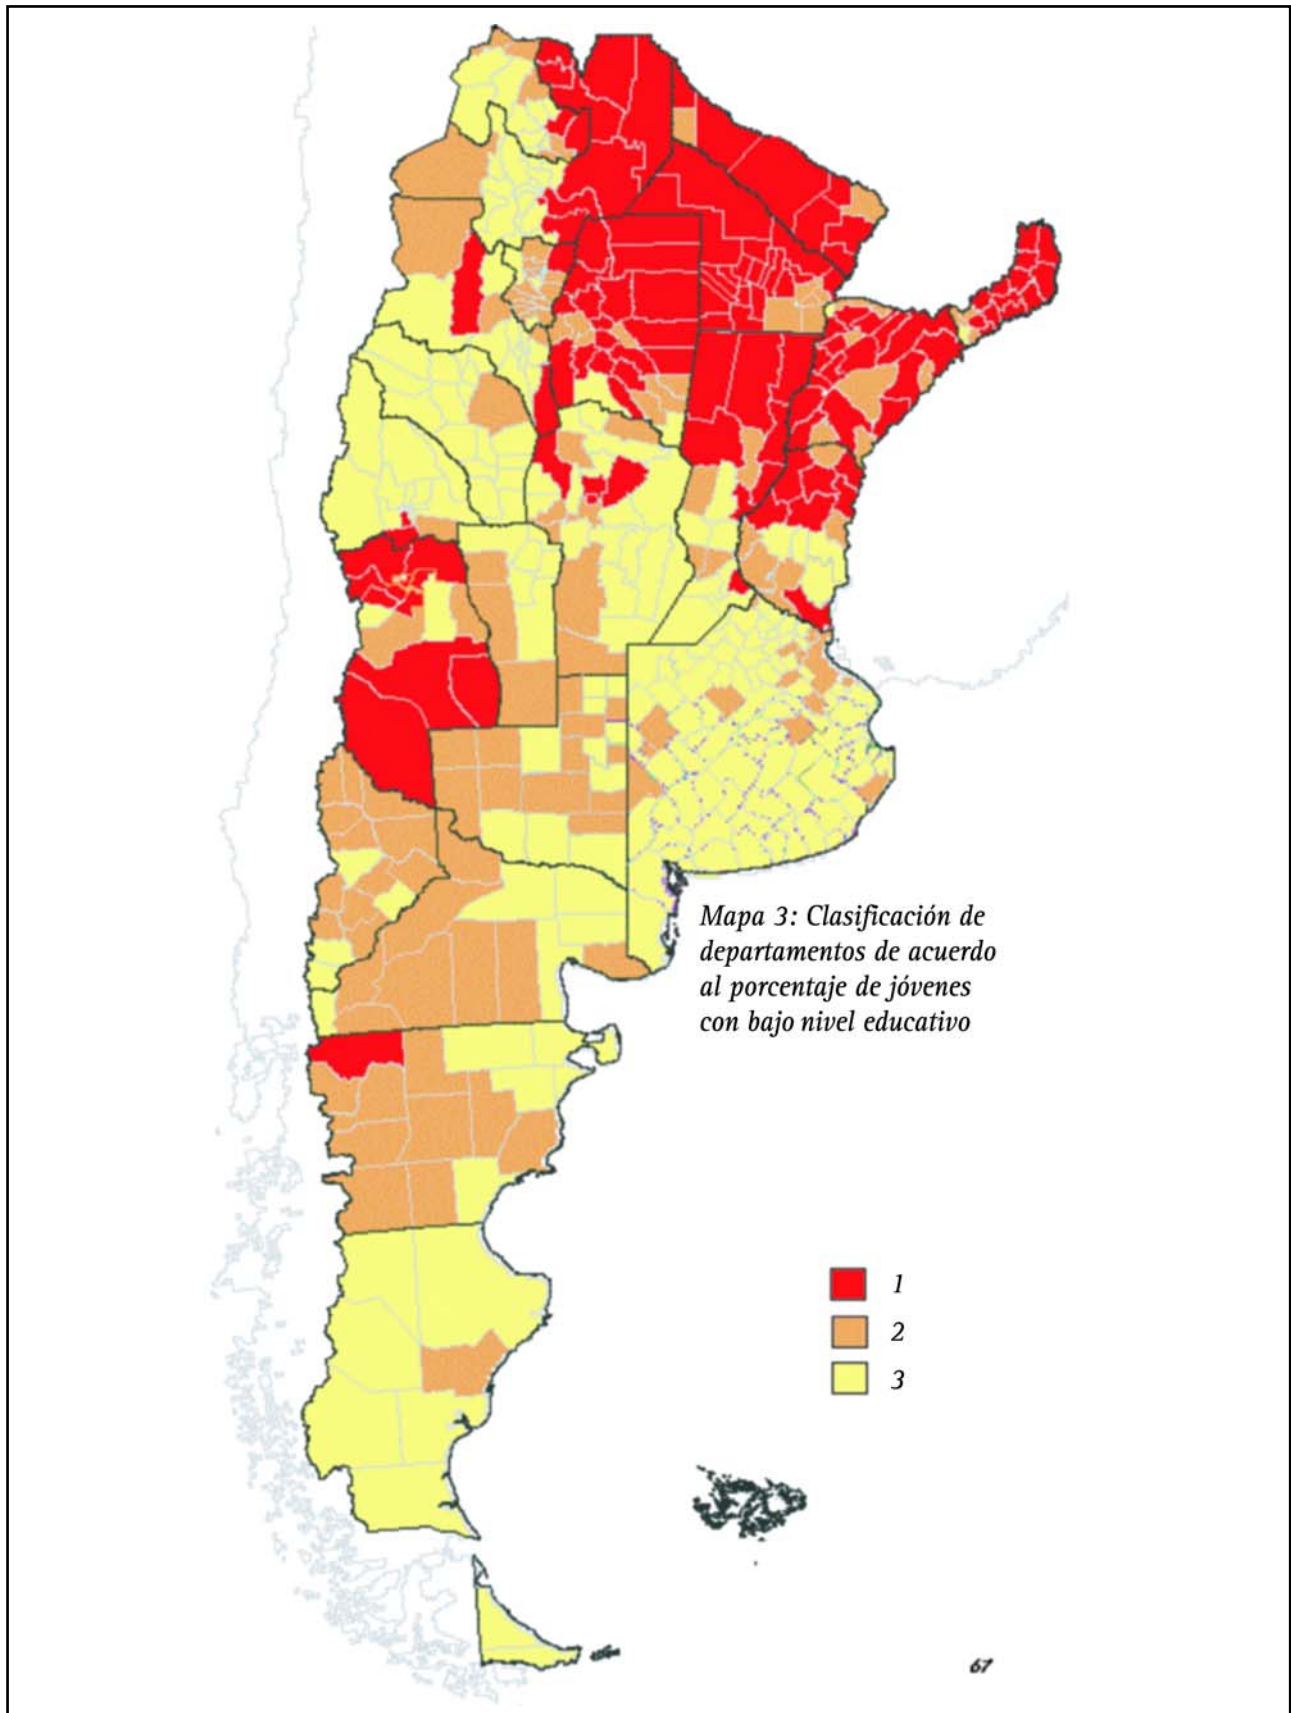 Mapa 3: Clasificación de
departamentos de acuerdo
al porcentaje de jóvenes
con bajo nivel educativo
1
2
3
67